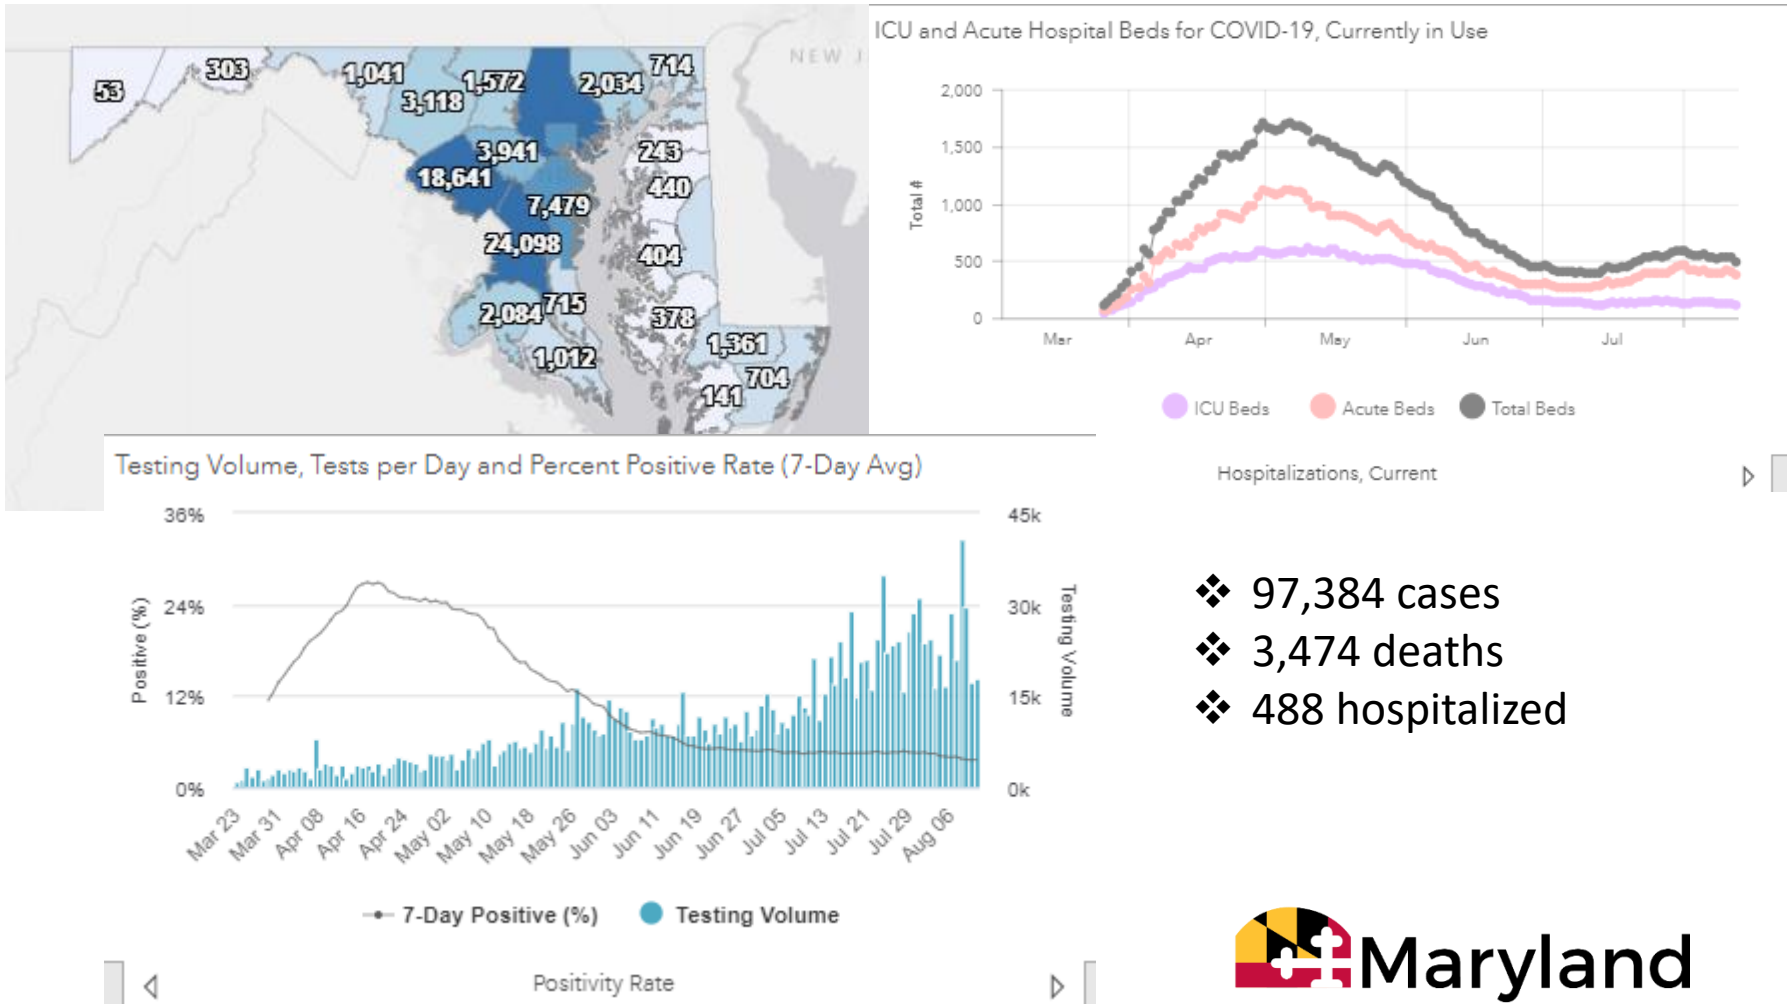 NEW J
53
303
1,041
3,118
1,572
2,034
714
3,941
18,641
7,479
24,098
243
440
404
2,084
715
378
1,012
1,361
704
141
ICU and Acute Hospital Beds for COVID-19, Currently in Use
2,000
1,500
1,000
500
0
Total #
Mar Apr May Jun Jul
ICU Beds Acute Beds Total Beds
Hospitalizations, Current
Testing Volume, Tests per Day and Percent Positive Rate (7-Day Avg)
36% 45k
24% 30k
12% 15k
0% 0k
Positive (%)
Testing Volume
Mar 23 Mar 31 Apr 08 Apr 16 Apr 24 May 02 May 10 May 18 May 26 Jun 03 Jun 11 Jun 19 Jun 27 Jul 05 Jul 13 Jul 21 Jul 29 Aug 06
7-Day Positive (%) Testing Volume
Positivity Rate
❖ 97,384 cases
❖ 3,474 deaths
❖ 488 hospitalized
Maryland